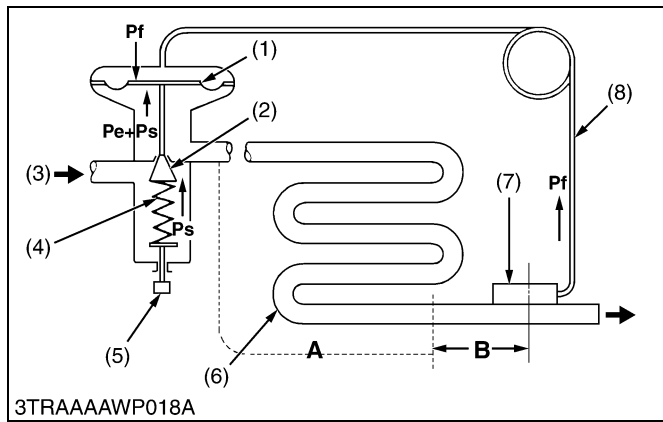 Pf
(1)
(2)
(8)
Pe+Ps
(3)
(7)
Pf
(4)
Ps
(5)
(6)
A
B
3TRAAAAWP018A